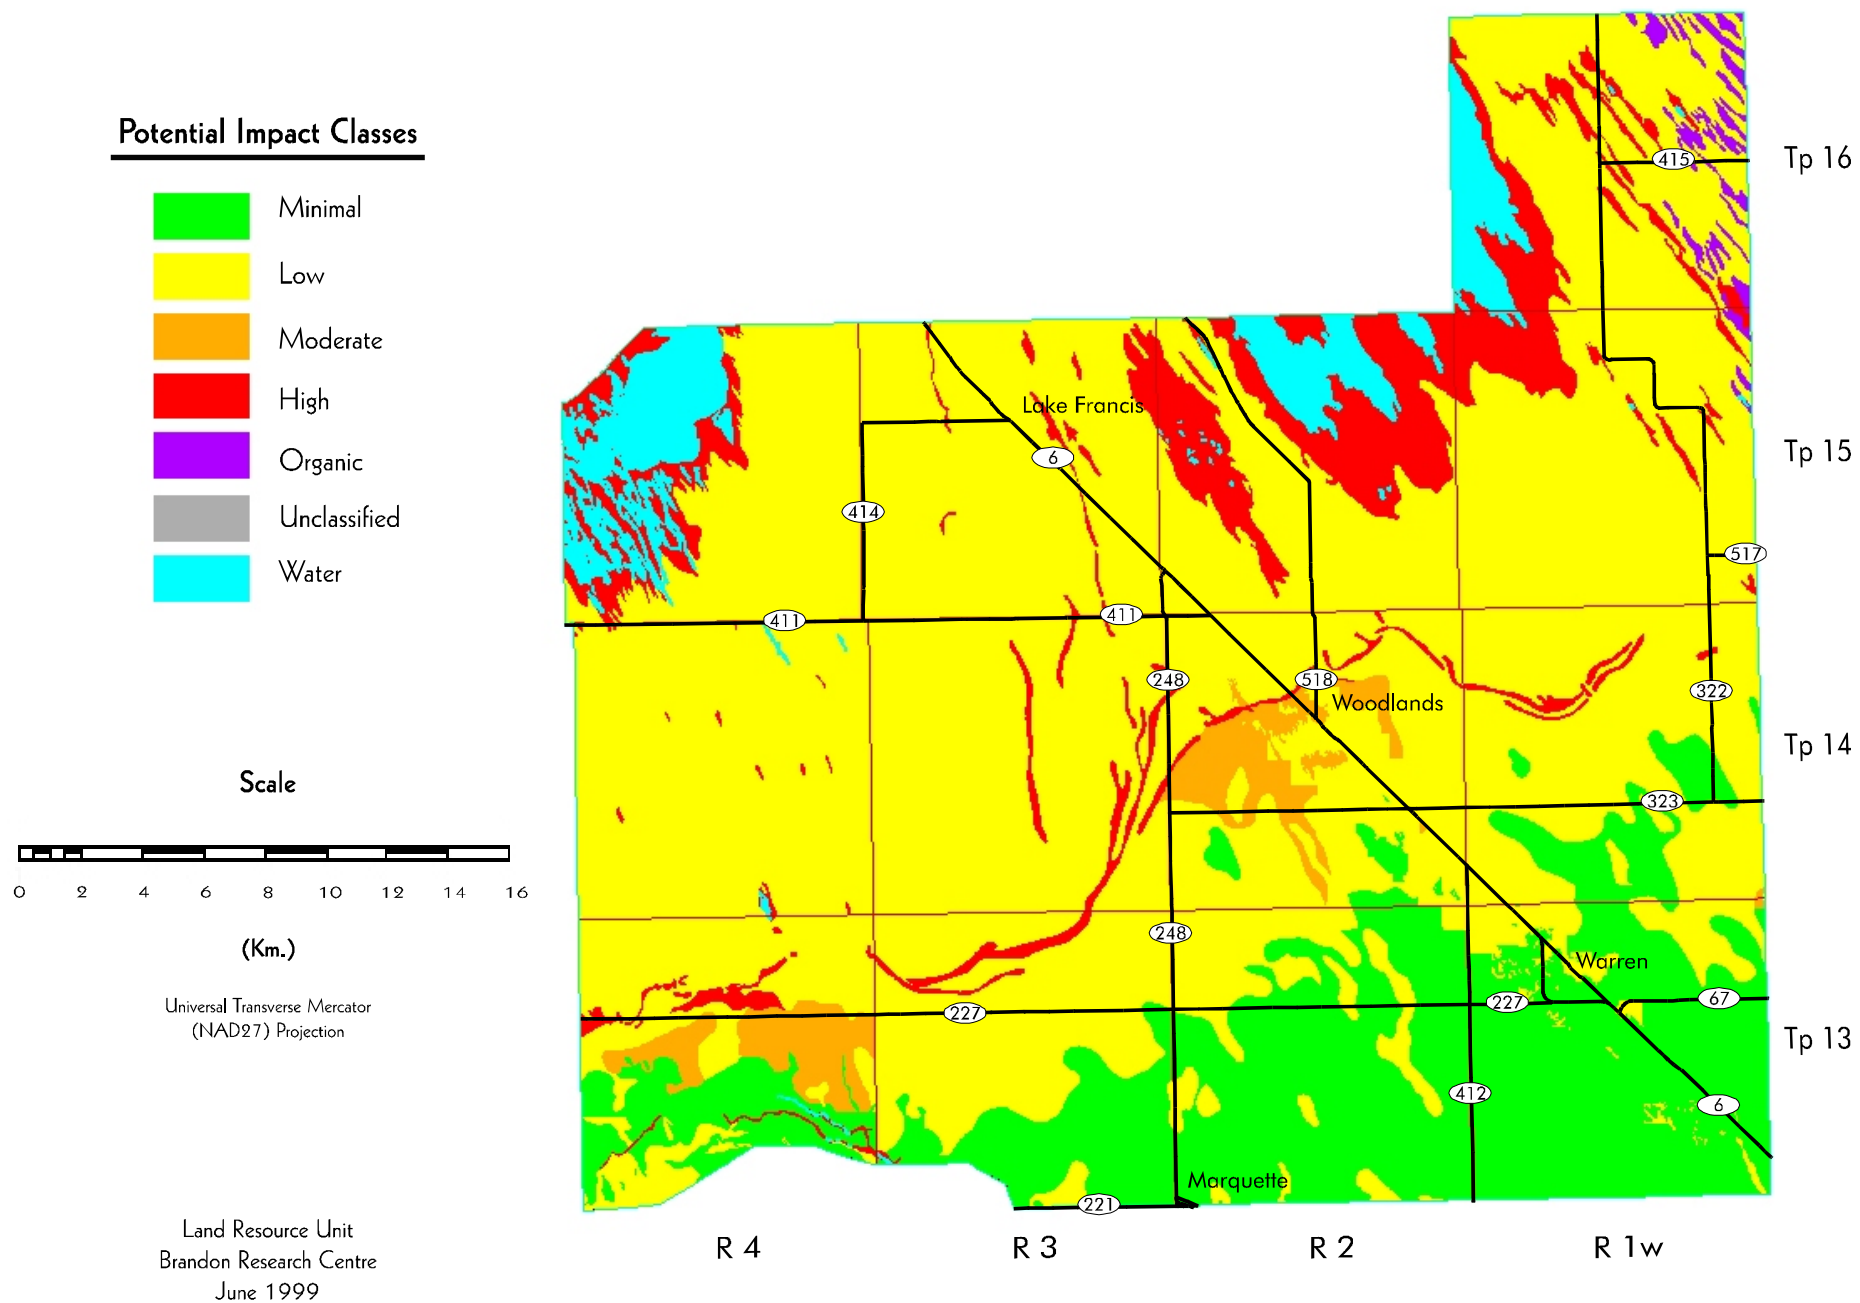 Potential Impact Classes
Minimal
Low
Moderate
High
Organic
Unclassified
Water
Scale
0 2 4 6 8 10 12 14 16
(Km.)
Universal Transverse Mercator
(NAD27) Projection
Land Resource Unit
Brandon Research Centre
June 1999
415
Tp 16
Lake Francis
6
Tp 15
414
517
411
411
248
518
322
Woodlands
Tp 14
323
248
Warren
227
227
67
Tp 13
412
6
Marquette
221
R 4
R 3
R 2
R 1w